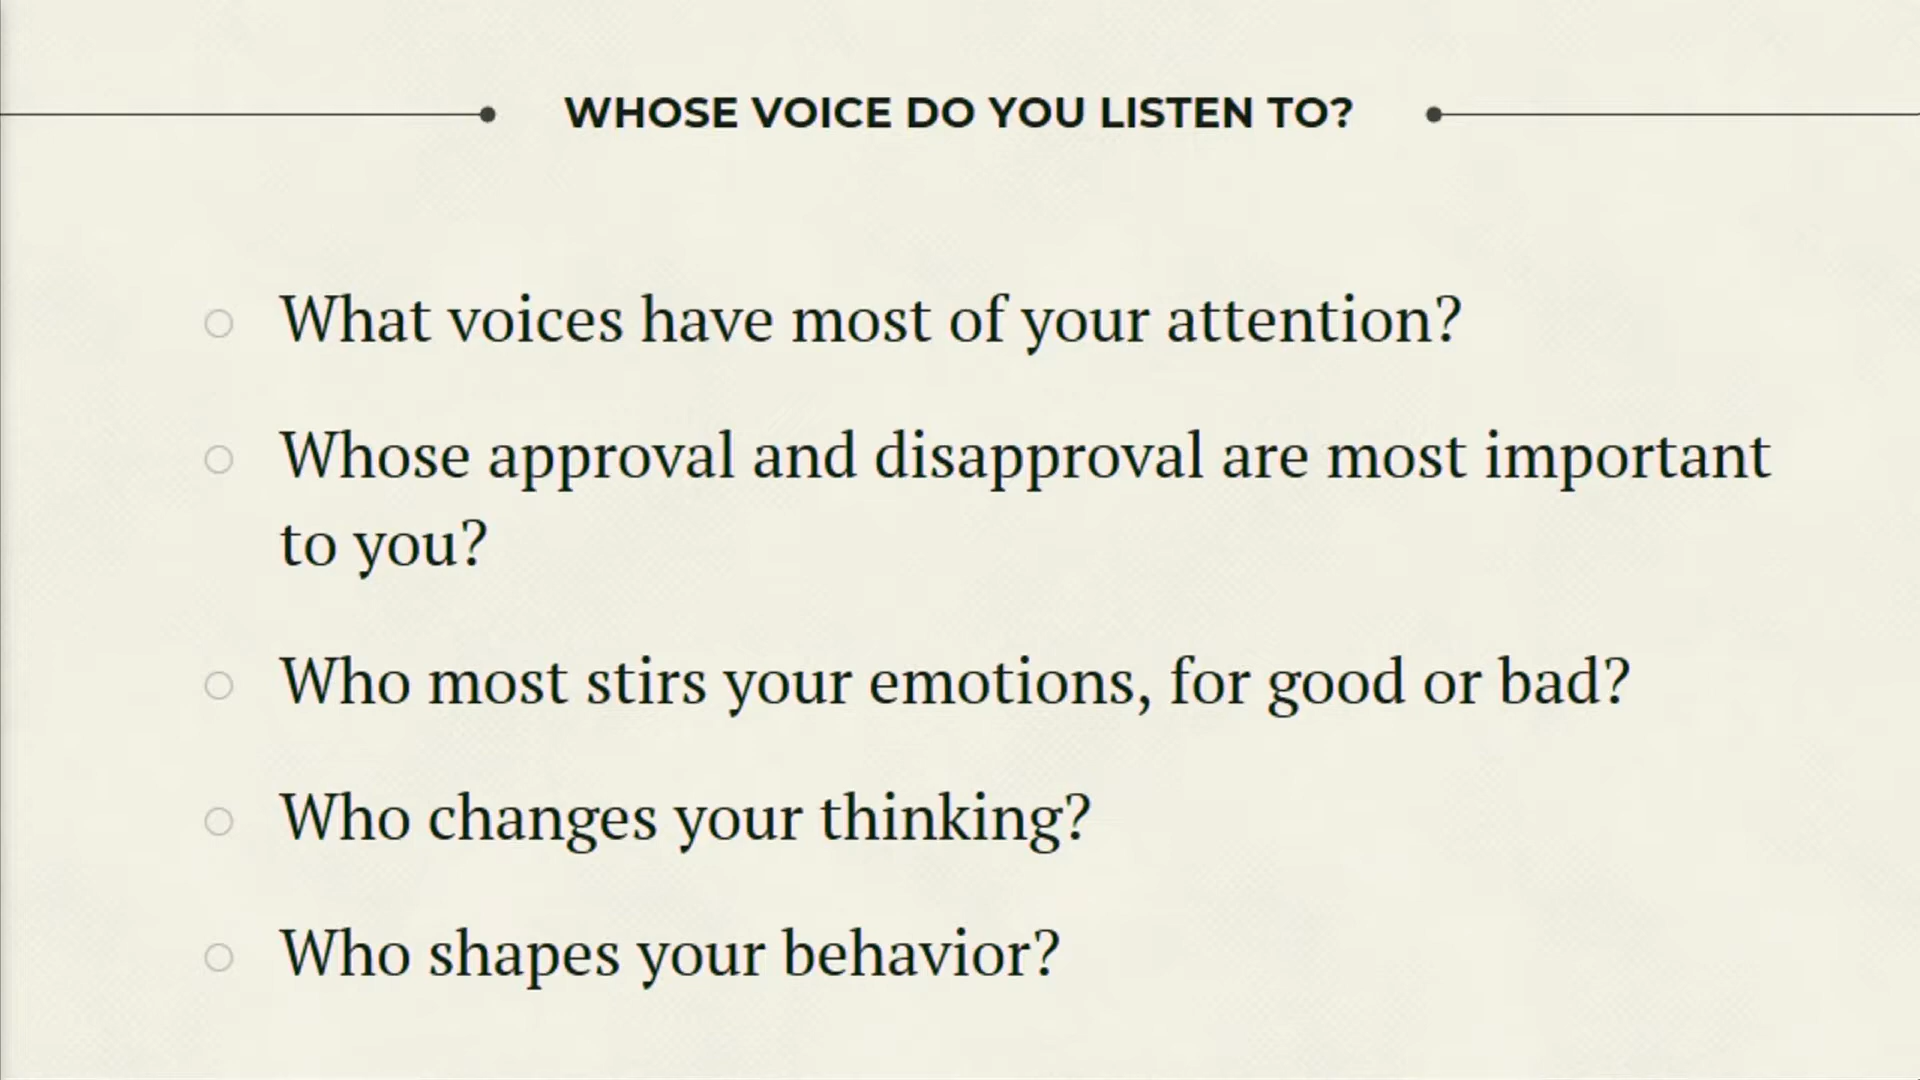 WHOSE VOICE DO YOU LISTEN TO?
What voices have most of your attention?
Whose approval and disapproval are most important
to you?
Who most stirs your emotions, for good or bad?
Who changes your thinking?
Who shapes your behavior?